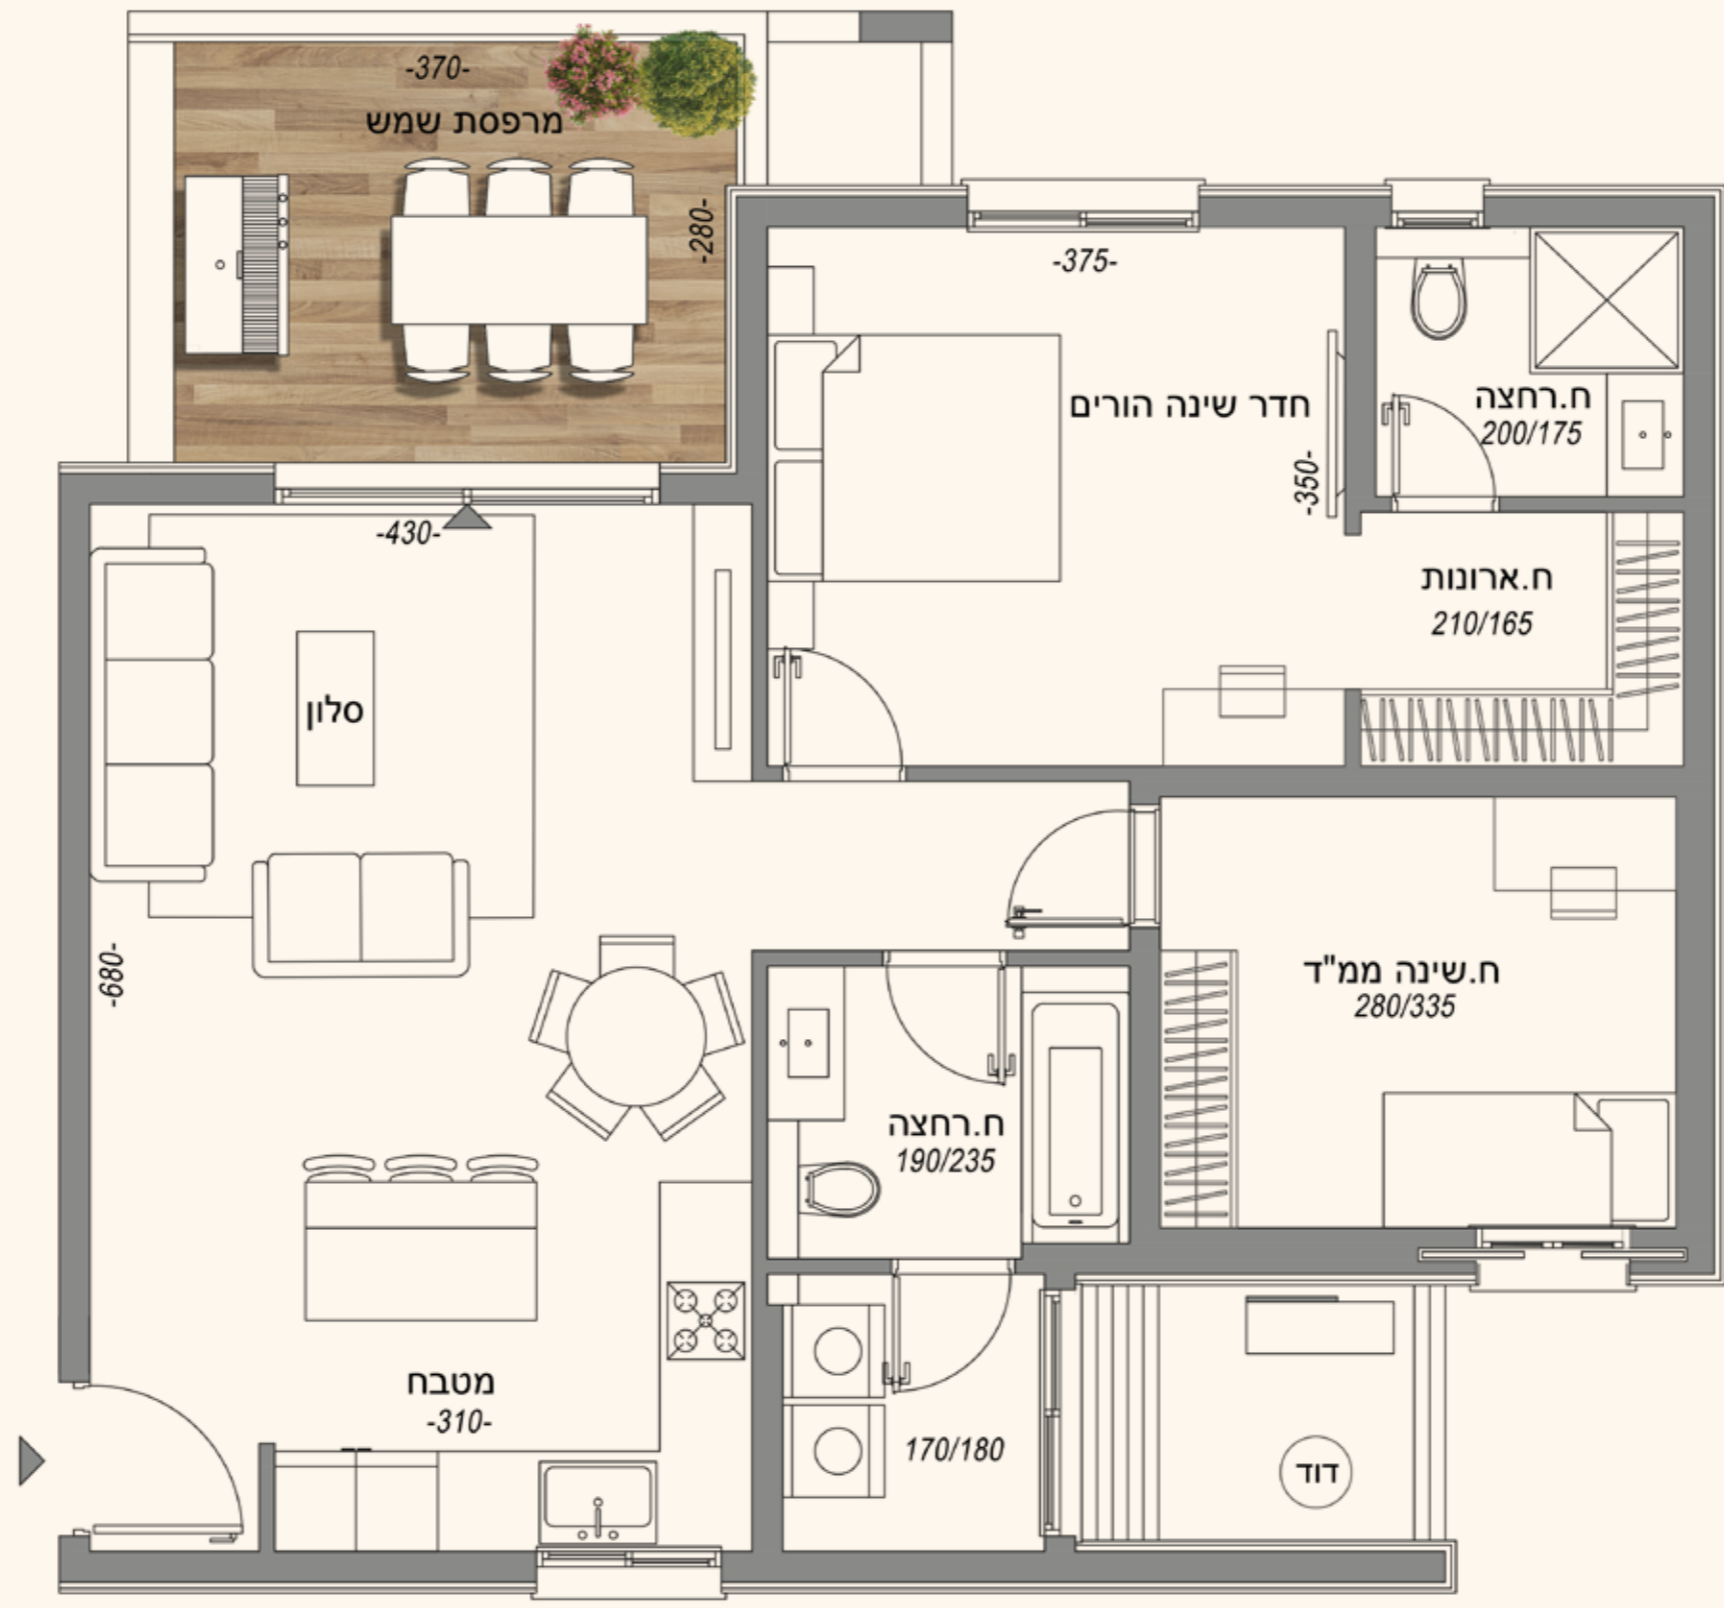 -370-
מרפסת שמש
-280-
-375-
חדר שינה הורים
-350-
ח.רחצה
200/175
ח.ארונות
210/165
-430-
סלון
-680-
ח.שינה ממ"ד
280/335
ח.רחצה
190/235
מטבח
-310-
170/180
דוד